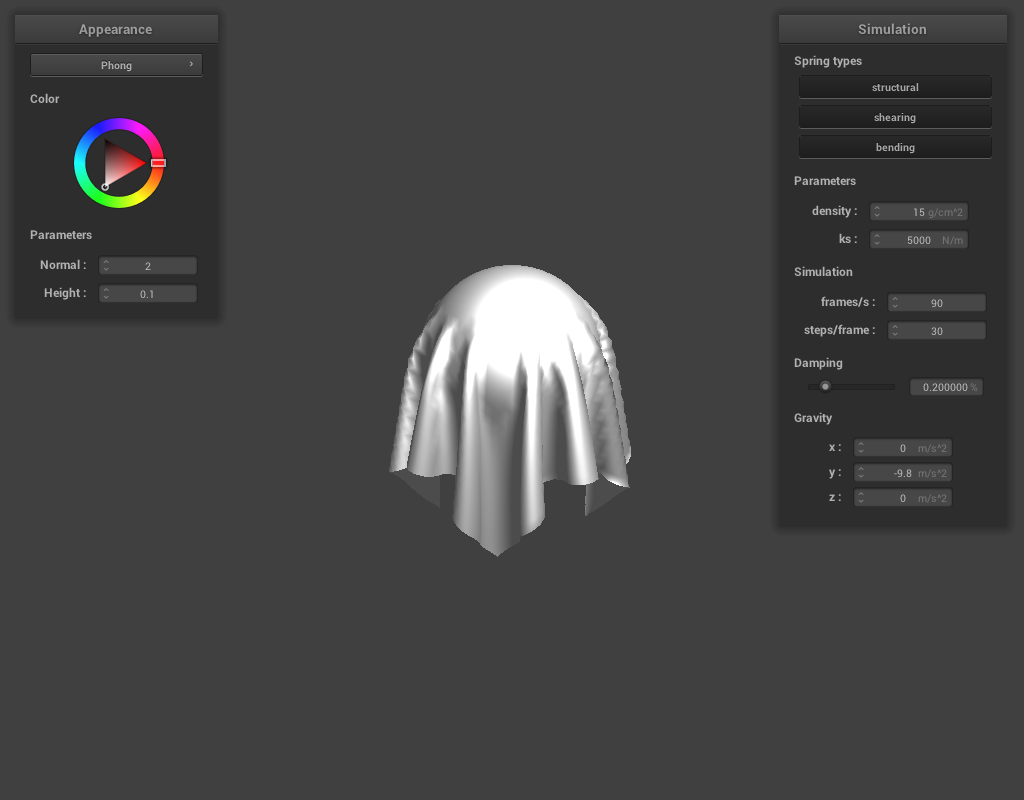 Appearance
Phong
Color
Parameters
Normal : 2
Height : 0.1
Simulation
Spring types
structural
shearing
bending
Parameters
density : 15 g/cm^2
ks : 5000 N/m
Simulation
frames/s : 90
steps/frame : 30
Damping
0.200000 %
Gravity
x : 0 m/s^2
y : -9.8 m/s^2
z : 0 m/s^2